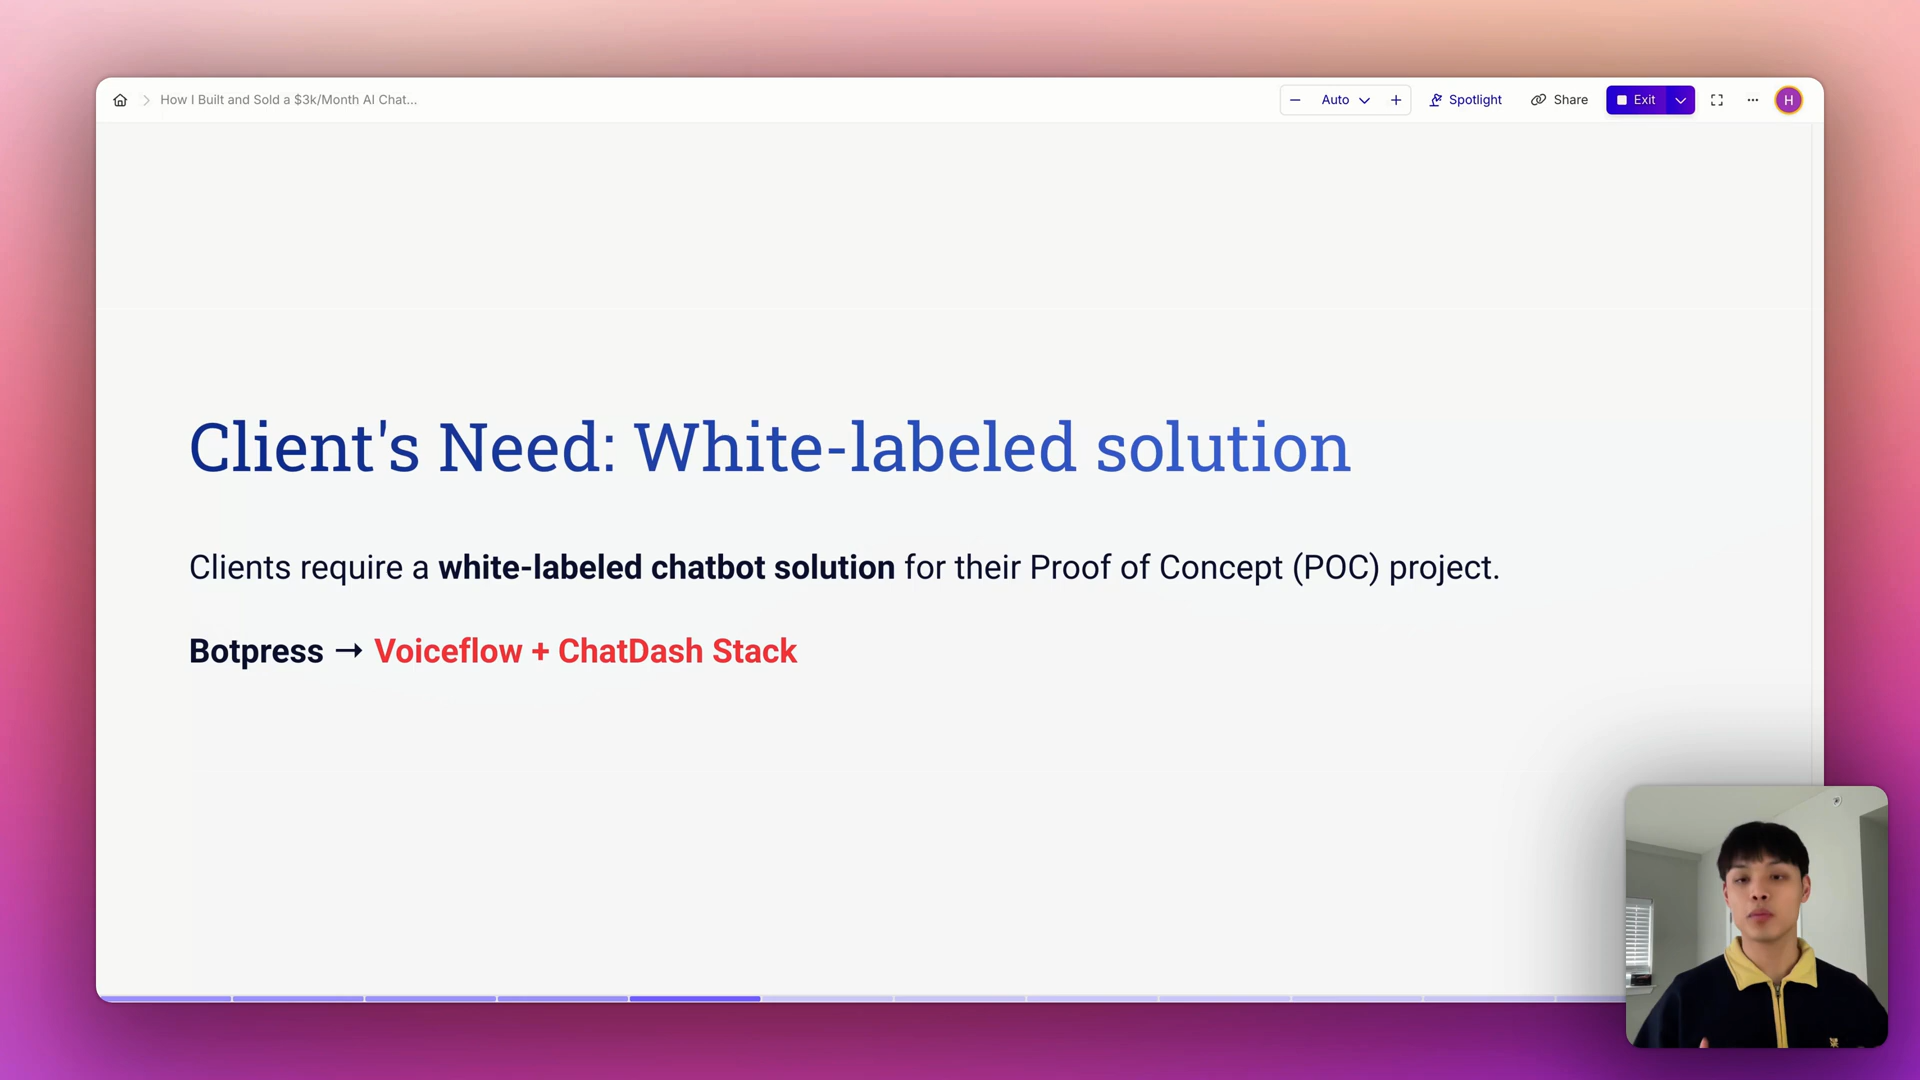 How I Built and Sold a $3k/Month AI Chat...
Auto
Spotlight
Share
Exit
H
Client's Need: White-labeled solution
Clients require a white-labeled chatbot solution for their Proof of Concept (POC) project.
Botpress → Voiceflow + ChatDash Stack